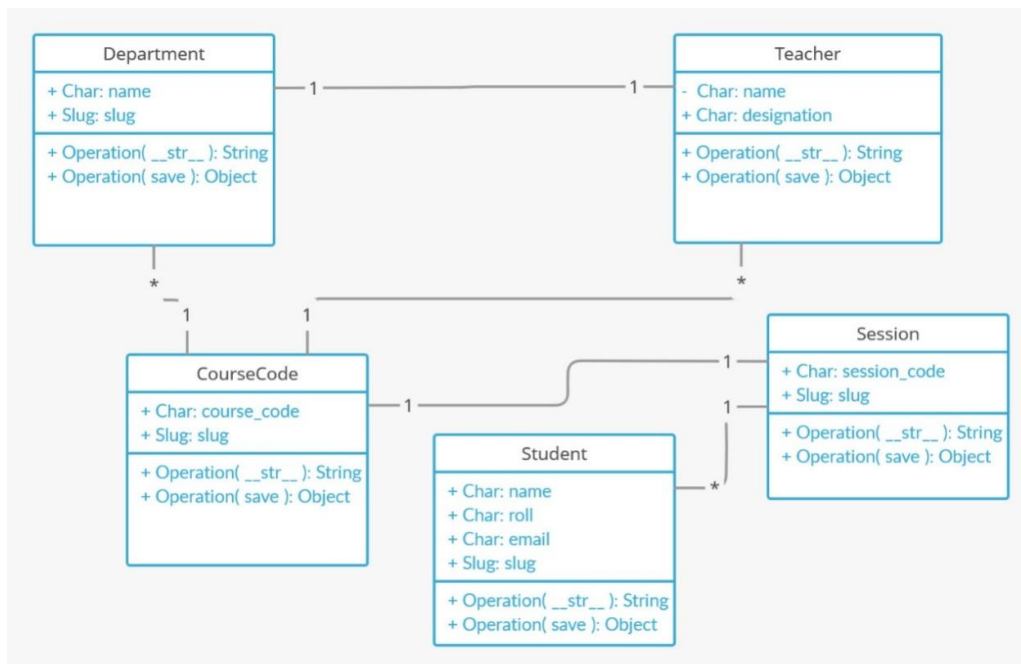 Department
+ Char: name
+ Slug: slug
+ Operation( __str__ ): String
+ Operation( save ): Object
1
1
Teacher
- Char: name
+ Char: designation
+ Operation( __str__ ): String
+ Operation( save ): Object
*
1
1
*
CourseCode
+ Char: course_code
+ Slug: slug
+ Operation( __str__ ): String
+ Operation( save ): Object
1
1
1
*
Session
+ Char: session_code
+ Slug: slug
+ Operation( __str__ ): String
+ Operation( save ): Object
Student
+ Char: name
+ Char: roll
+ Char: email
+ Slug: slug
+ Operation( __str__ ): String
+ Operation( save ): Object